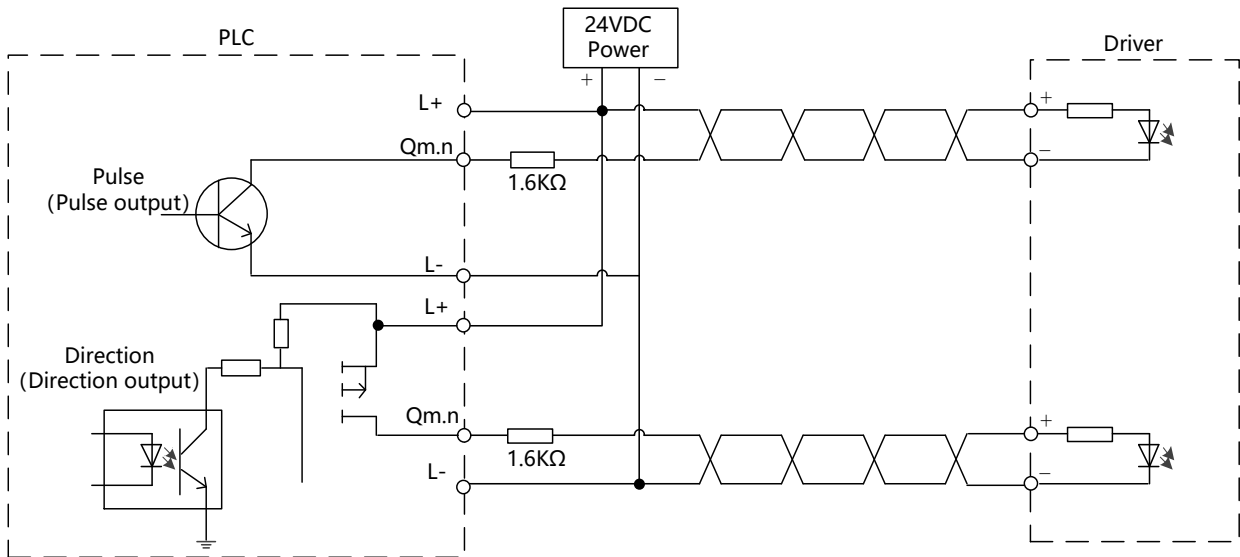 PLC
24VDC
Power
Driver
+
−
L+
+
Qm.n
−
1.6KΩ
Pulse
(Pulse output)
L-
L+
Direction
(Direction output)
Qm.n
+
1.6KΩ
L-
−